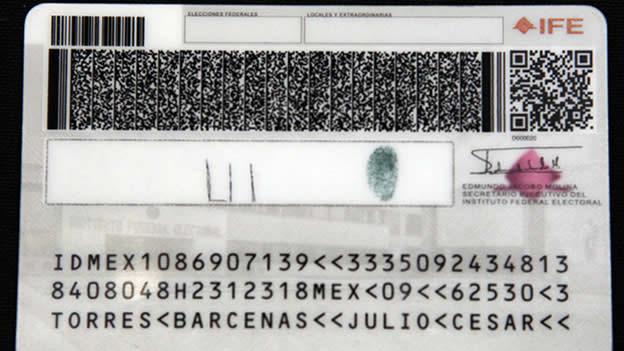 ELECCIONES FEDERALES
LOCALES Y EXTRAORDINARIAS
IFE
D000020
EDMUNDO JACOBO MOLINA
SECRETARIO EJECUTIVO DEL
INSTITUTO FEDERAL ELECTORAL
IDMEX1086907139<<3335092434813
8408048H2312318MEX<09<<62530<3
TORRES<BARCENAS<<JULIO<CESAR<<